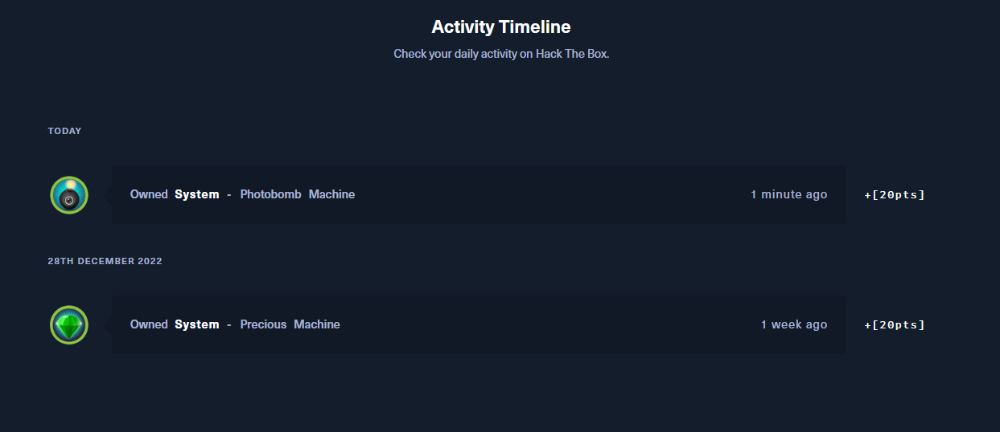 Activity Timeline
Check your daily activity on Hack The Box.
TODAY
Owned System - Photobomb Machine 1 minute ago +[20pts]
28TH DECEMBER 2022
Owned System - Precious Machine 1 week ago +[20pts]